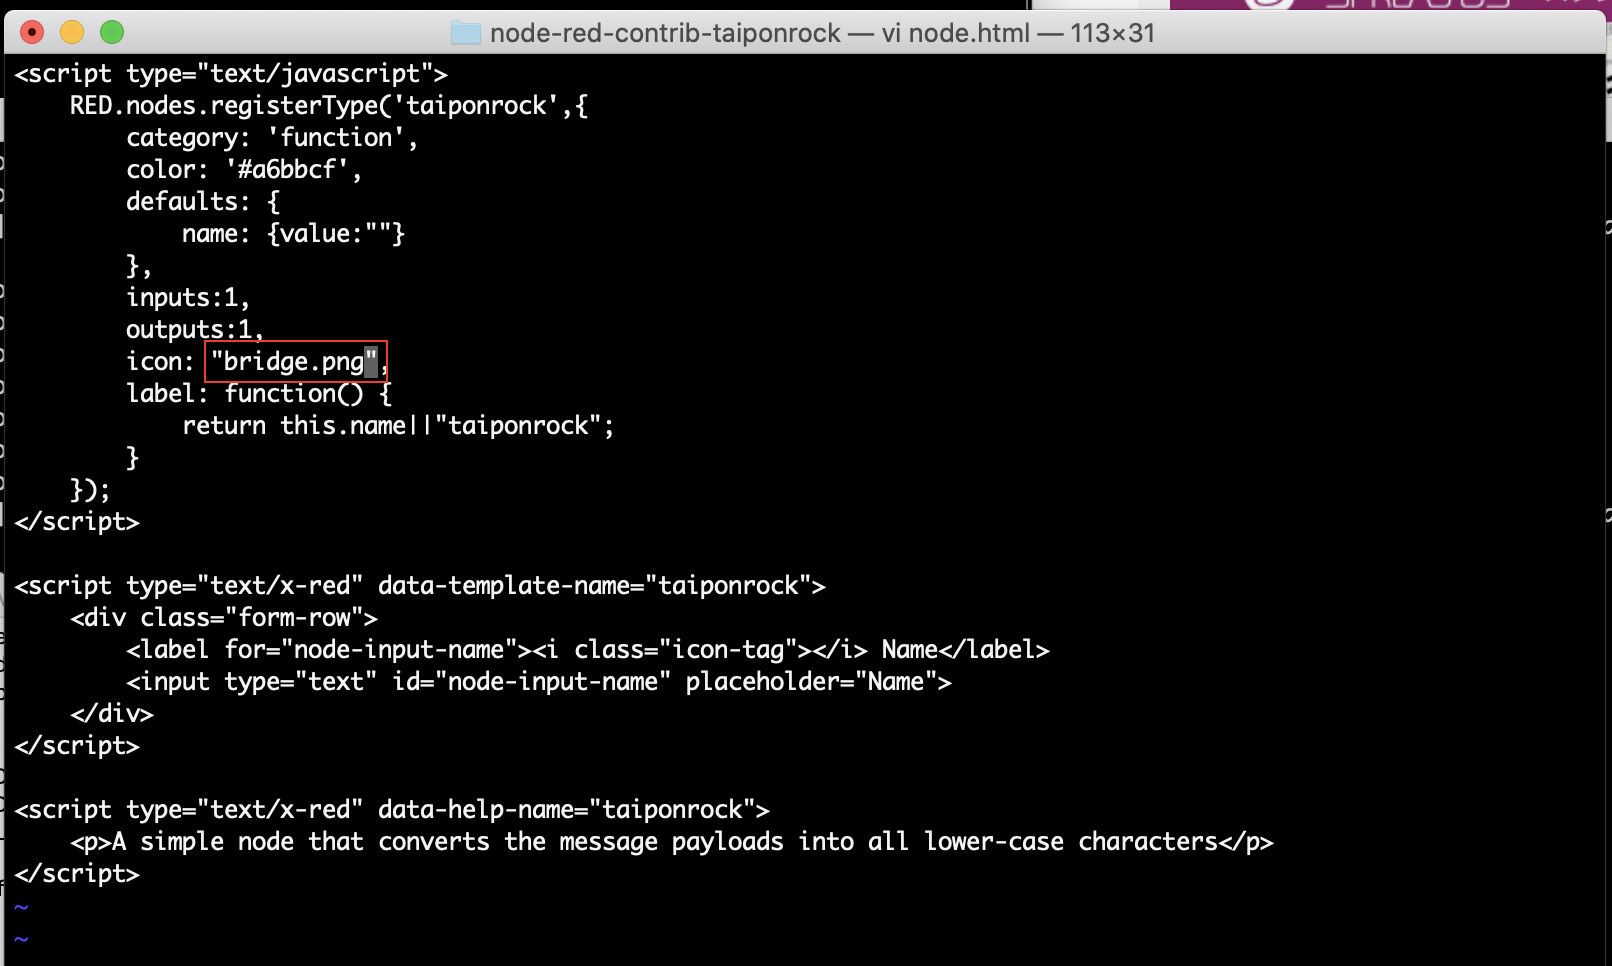 node-red-contrib-taiponrock — vi node.html — 113×31
<script type="text/javascript">
    RED.nodes.registerType('taiponrock',{
        category: 'function',
        color: '#a6bbcf',
        defaults: {
            name: {value:""}
        },
        inputs:1,
        outputs:1,
        icon: "bridge.png",
        label: function() {
            return this.name||"taiponrock";
        }
    });
</script>

<script type="text/x-red" data-template-name="taiponrock">
    <div class="form-row">
        <label for="node-input-name"><i class="icon-tag"></i> Name</label>
        <input type="text" id="node-input-name" placeholder="Name">
    </div>
</script>

<script type="text/x-red" data-help-name="taiponrock">
    <p>A simple node that converts the message payloads into all lower-case characters</p>
</script>
~
~